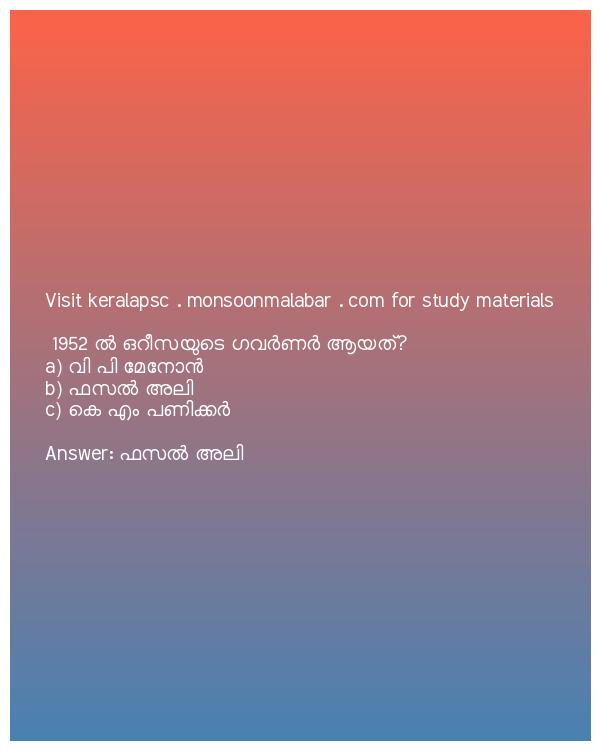 Visit keralapsc . monsoonmalabar . com for study materials
1952 ൽ ഒറീസയുടെ ഗവർണർ ആയത്?
a) വി പി മേനോൻ
b) ഫസൽ അലി
c) കെ എം പണിക്കർ
Answer: ഫസൽ അലി